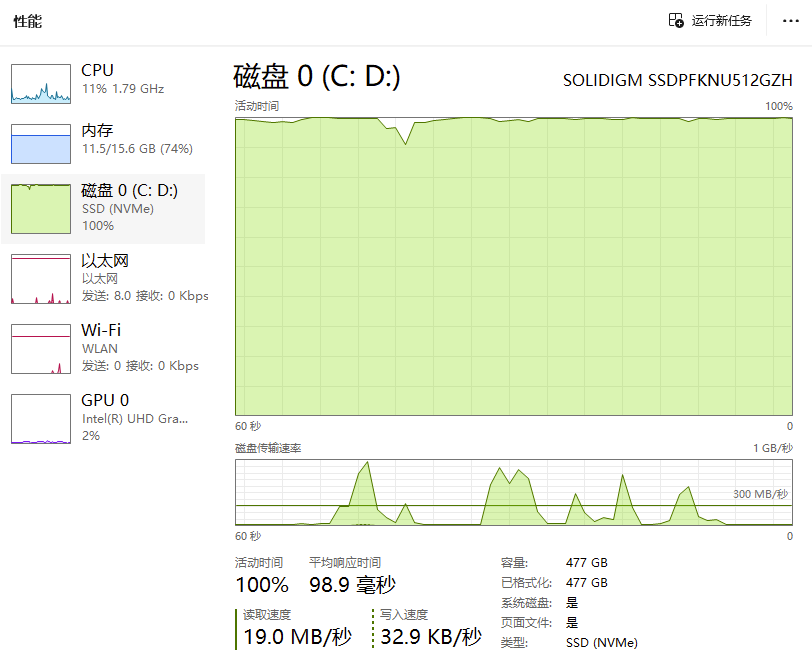 性能
运行新任务
CPU
11% 1.79 GHz
内存
11.5/15.6 GB (74%)
磁盘 0 (C: D:)
SSD (NVMe)
100%
以太网
以太网
发送: 8.0 接收: 0 Kbps
Wi-Fi
WLAN
发送: 0 接收: 0 Kbps
GPU 0
Intel(R) UHD Gra...
2%
磁盘 0 (C: D:)
SOLIDIGM SSDPFKNU512GZH
活动时间
100%
60 秒
0
磁盘传输速率
1 GB/秒
300 MB/秒
60 秒
0
活动时间
100%
平均响应时间
98.9 毫秒
读取速度
19.0 MB/秒
写入速度
32.9 KB/秒
容量: 477 GB
已格式化: 477 GB
系统磁盘: 是
页面文件: 是
类型: SSD (NVMe)